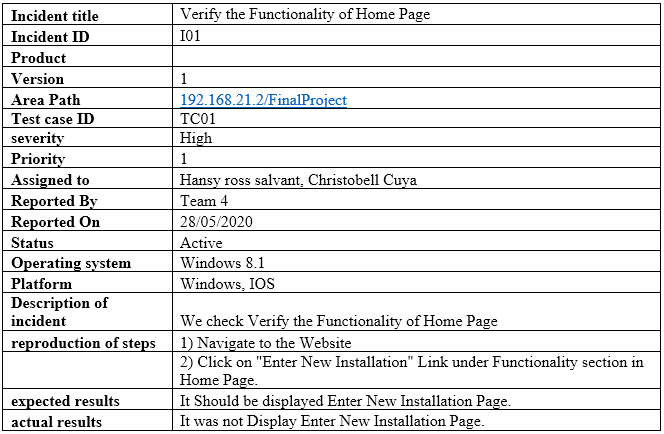 Incident title Verify the Functionality of Home Page
Incident ID I01
Product
Version 1
Area Path 192.168.21.2/FinalProject
Test case ID TC01
severity High
Priority 1
Assigned to Hansy ross salvant, Christobell Cuya
Reported By Team 4
Reported On 28/05/2020
Status Active
Operating system Windows 8.1
Platform Windows, IOS
Description of
incident We check Verify the Functionality of Home Page
reproduction of steps 1) Navigate to the Website
2) Click on "Enter New Installation" Link under Functionality section in
Home Page.
expected results It Should be displayed Enter New Installation Page.
actual results It was not Display Enter New Installation Page.